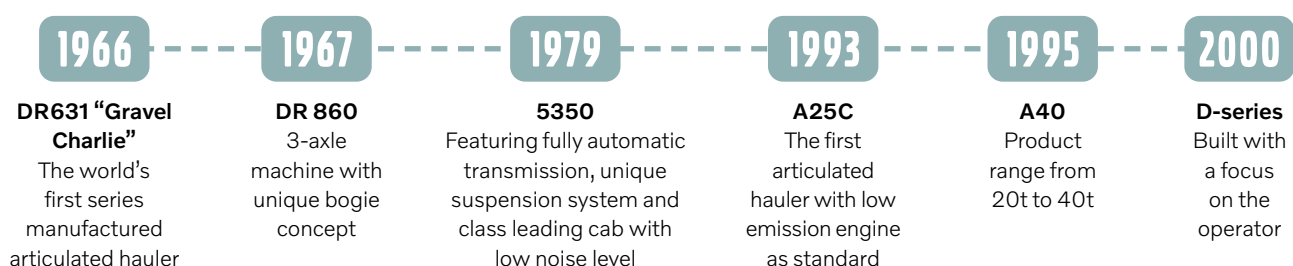 1966
1967
1979
1993
1995
2000
DR631 “Gravel
Charlie”
The world’s
first series
manufactured
articulated hauler
DR 860
3-axle
machine with
unique bogie
concept
5350
Featuring fully automatic
transmission, unique
suspension system and
class leading cab with
low noise level
A25C
The first
articulated
hauler with low
emission engine
as standard
A40
Product
range from
20t to 40t
D-series
Built with
a focus
on the
operator